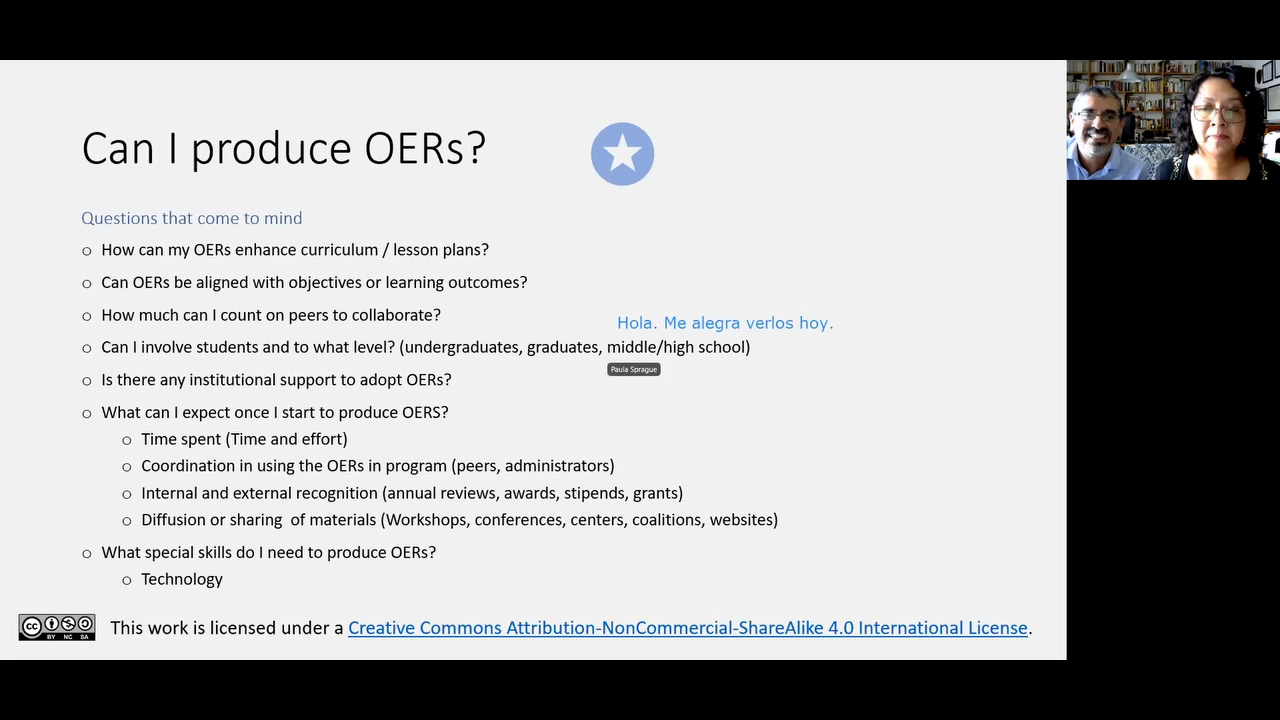 Can I produce OERs?
Questions that come to mind
o How can my OERs enhance curriculum / lesson plans?
o Can OERs be aligned with objectives or learning outcomes?
o How much can I count on peers to collaborate?
Hola. Me alegra verlos hoy.
o Can I involve students and to what level? (undergraduates, graduates, middle/high school)
Paula Sprague
o Is there any institutional support to adopt OERs?
o What can I expect once I start to produce OERS?
o Time spent (Time and effort)
o Coordination in using the OERs in program (peers, administrators)
o Internal and external recognition (annual reviews, awards, stipends, grants)
o Diffusion or sharing of materials (Workshops, conferences, centers, coalitions, websites)
o What special skills do I need to produce OERs?
o Technology
cc BY NC SA This work is licensed under a Creative Commons Attribution-NonCommercial-ShareAlike 4.0 International License.